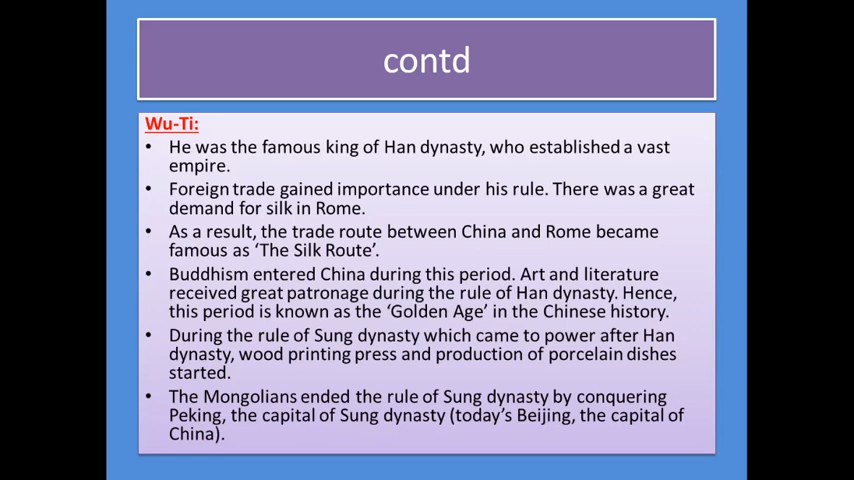 contd
Wu-Ti:
• He was the famous king of Han dynasty, who established a vast
empire.
• Foreign trade gained importance under his rule. There was a great
demand for silk in Rome.
• As a result, the trade route between China and Rome became
famous as ‘The Silk Route’.
• Buddhism entered China during this period. Art and literature
received great patronage during the rule of Han dynasty. Hence,
this period is known as the ‘Golden Age’ in the Chinese history.
• During the rule of Sung dynasty which came to power after Han
dynasty, wood printing press and production of porcelain dishes
started.
• The Mongolians ended the rule of Sung dynasty by conquering
Peking, the capital of Sung dynasty (today’s Beijing, the capital of
China).